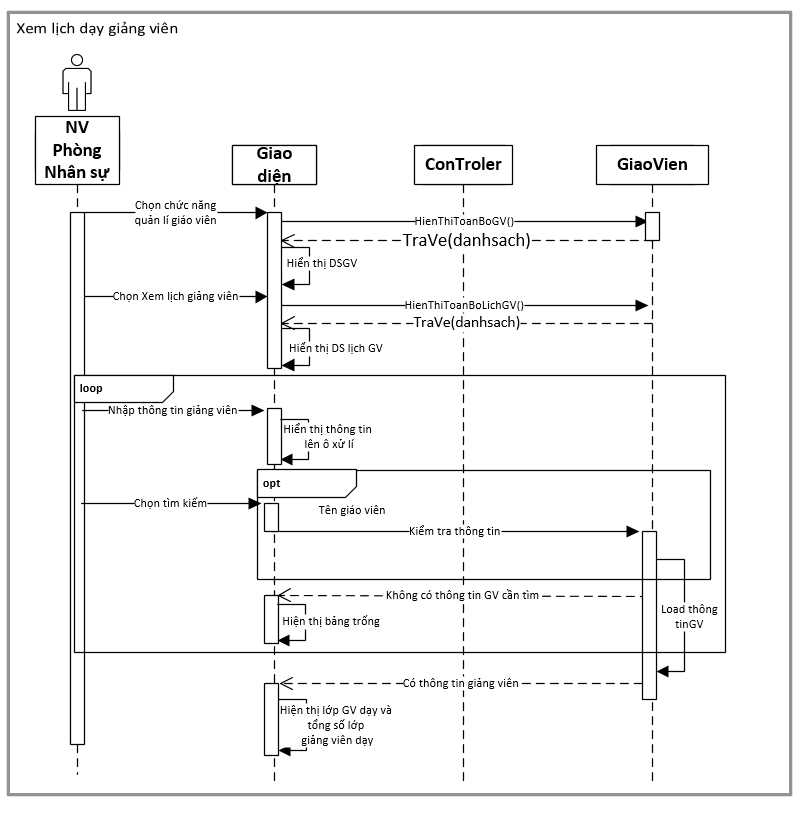 Xem lịch dạy giảng viên
NV
Phòng
Nhân sự
Giao
diện
ConTroler
GiaoVien
Chọn chức năng
quản lí giáo viên
HienThiToanBoGV()
TraVe(danhsach)
Hiển thị DSGV
Chọn Xem lịch giảng viên
HienThiToanBoLichGV()
TraVe(danhsach)
Hiển thị DS lịch GV
loop
Nhập thông tin giảng viên
Hiển thị thông tin
lên ô xử lí
opt
Chọn tìm kiếm
Tên giáo viên
Kiểm tra thông tin
Không có thông tin GV cần tìm
Hiện thị bảng trống
Load thông
tinGV
Có thông tin giảng viên
Hiện thị lớp GV dạy và
tổng số lớp
giảng viên dạy